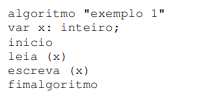 algoritmo "exemplo 1"
var x: inteiro;
inicio
leia (x)
escreva (x)
fimalgoritmo